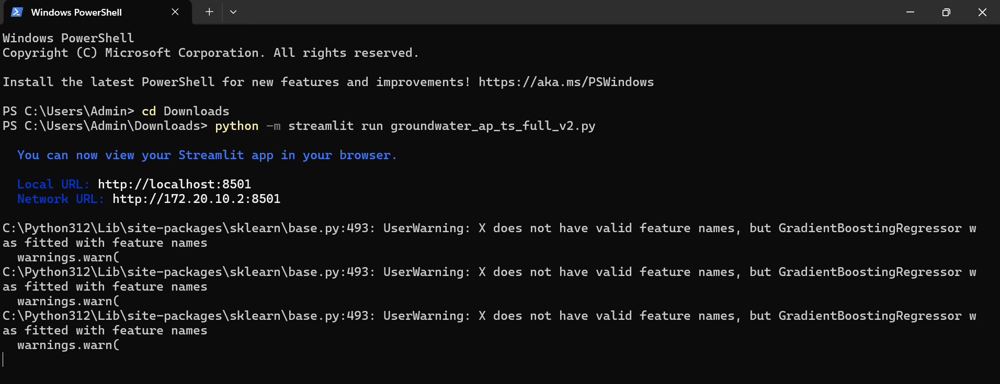 Windows PowerShell
Windows PowerShell
Copyright (C) Microsoft Corporation. All rights reserved.
Install the latest PowerShell for new features and improvements! https://aka.ms/PSWindows
PS C:\Users\Admin> cd Downloads
PS C:\Users\Admin\Downloads> python -m streamlit run groundwater_ap_ts_full_v2.py
You can now view your Streamlit app in your browser.
Local URL: http://localhost:8501
Network URL: http://172.20.10.2:8501
C:\Python312\Lib\site-packages\sklearn\base.py:493: UserWarning: X does not have valid feature names, but GradientBoostingRegressor w
as fitted with feature names
warnings.warn(
C:\Python312\Lib\site-packages\sklearn\base.py:493: UserWarning: X does not have valid feature names, but GradientBoostingRegressor w
as fitted with feature names
warnings.warn(
C:\Python312\Lib\site-packages\sklearn\base.py:493: UserWarning: X does not have valid feature names, but GradientBoostingRegressor w
as fitted with feature names
warnings.warn(